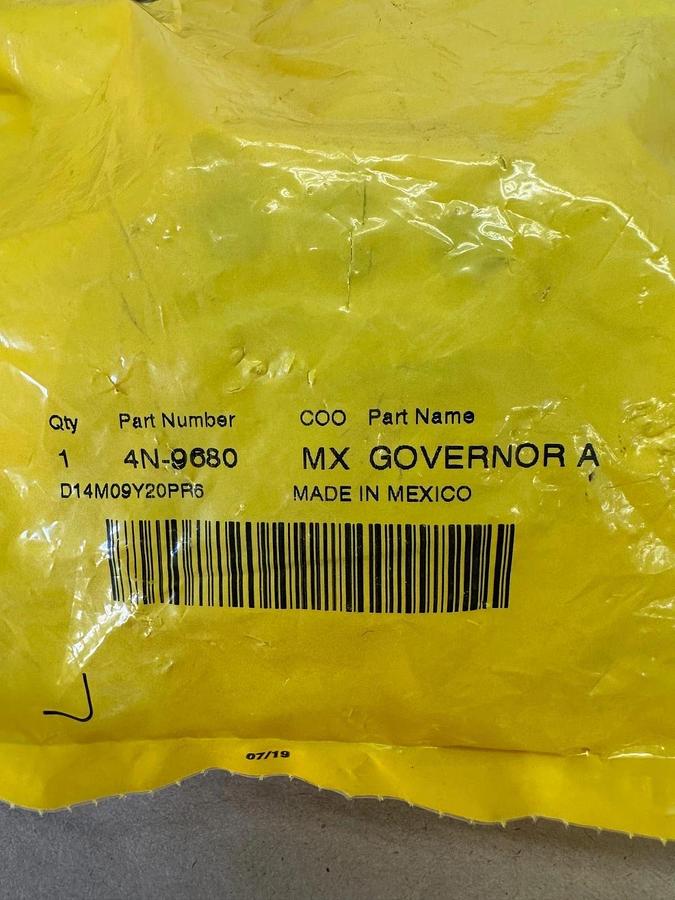 Qty Part Number COO Part Name
1 4N-9680 MX GOVERNOR A
D14M09Y20PR6 MADE IN MEXICO
07/19